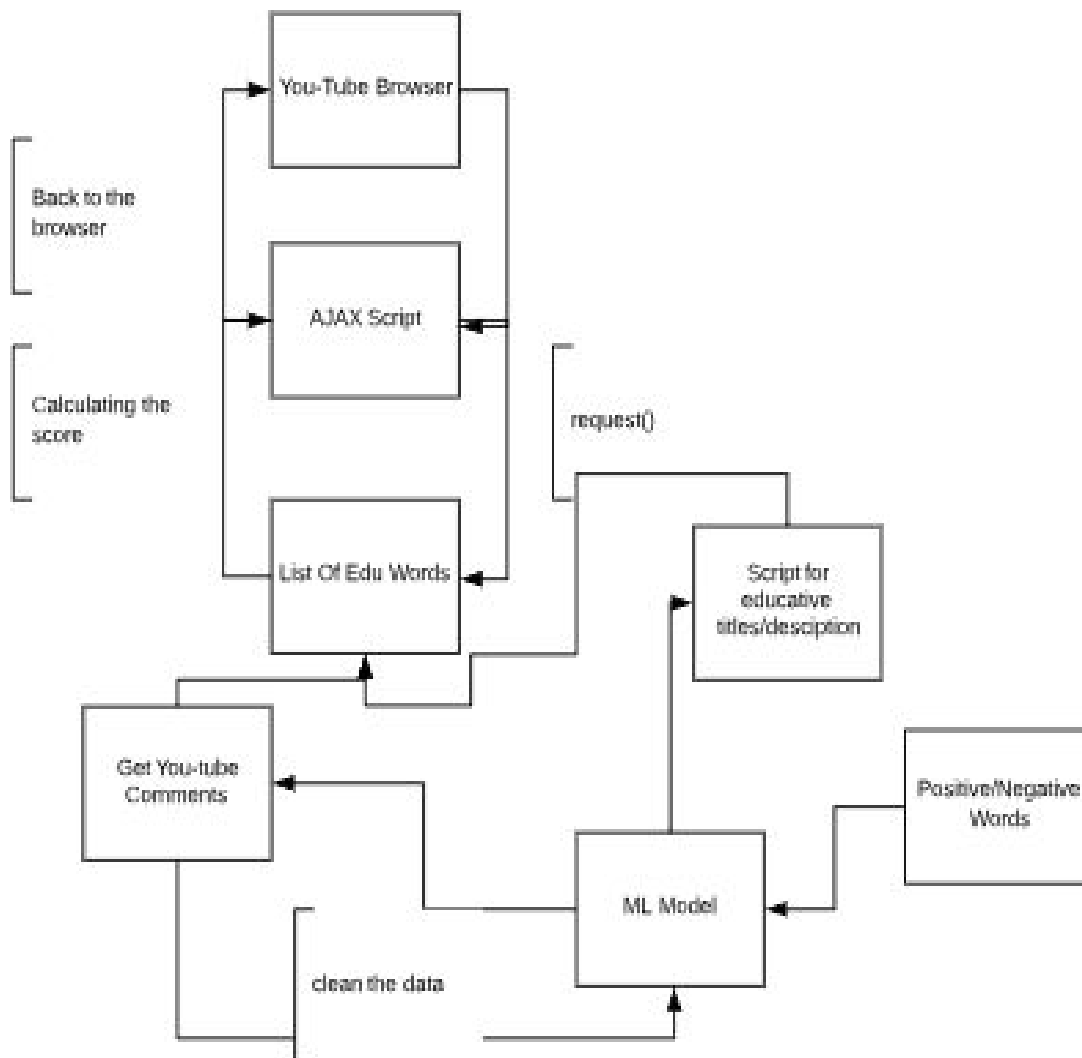 You-Tube Browser
Back to the
browser
AJAX Script
Calculating the
score
request()
List Of Edu Words
Script for
educative
titles/desciption
Get You-tube
Comments
Positive/Negative
Words
ML Model
clean the data